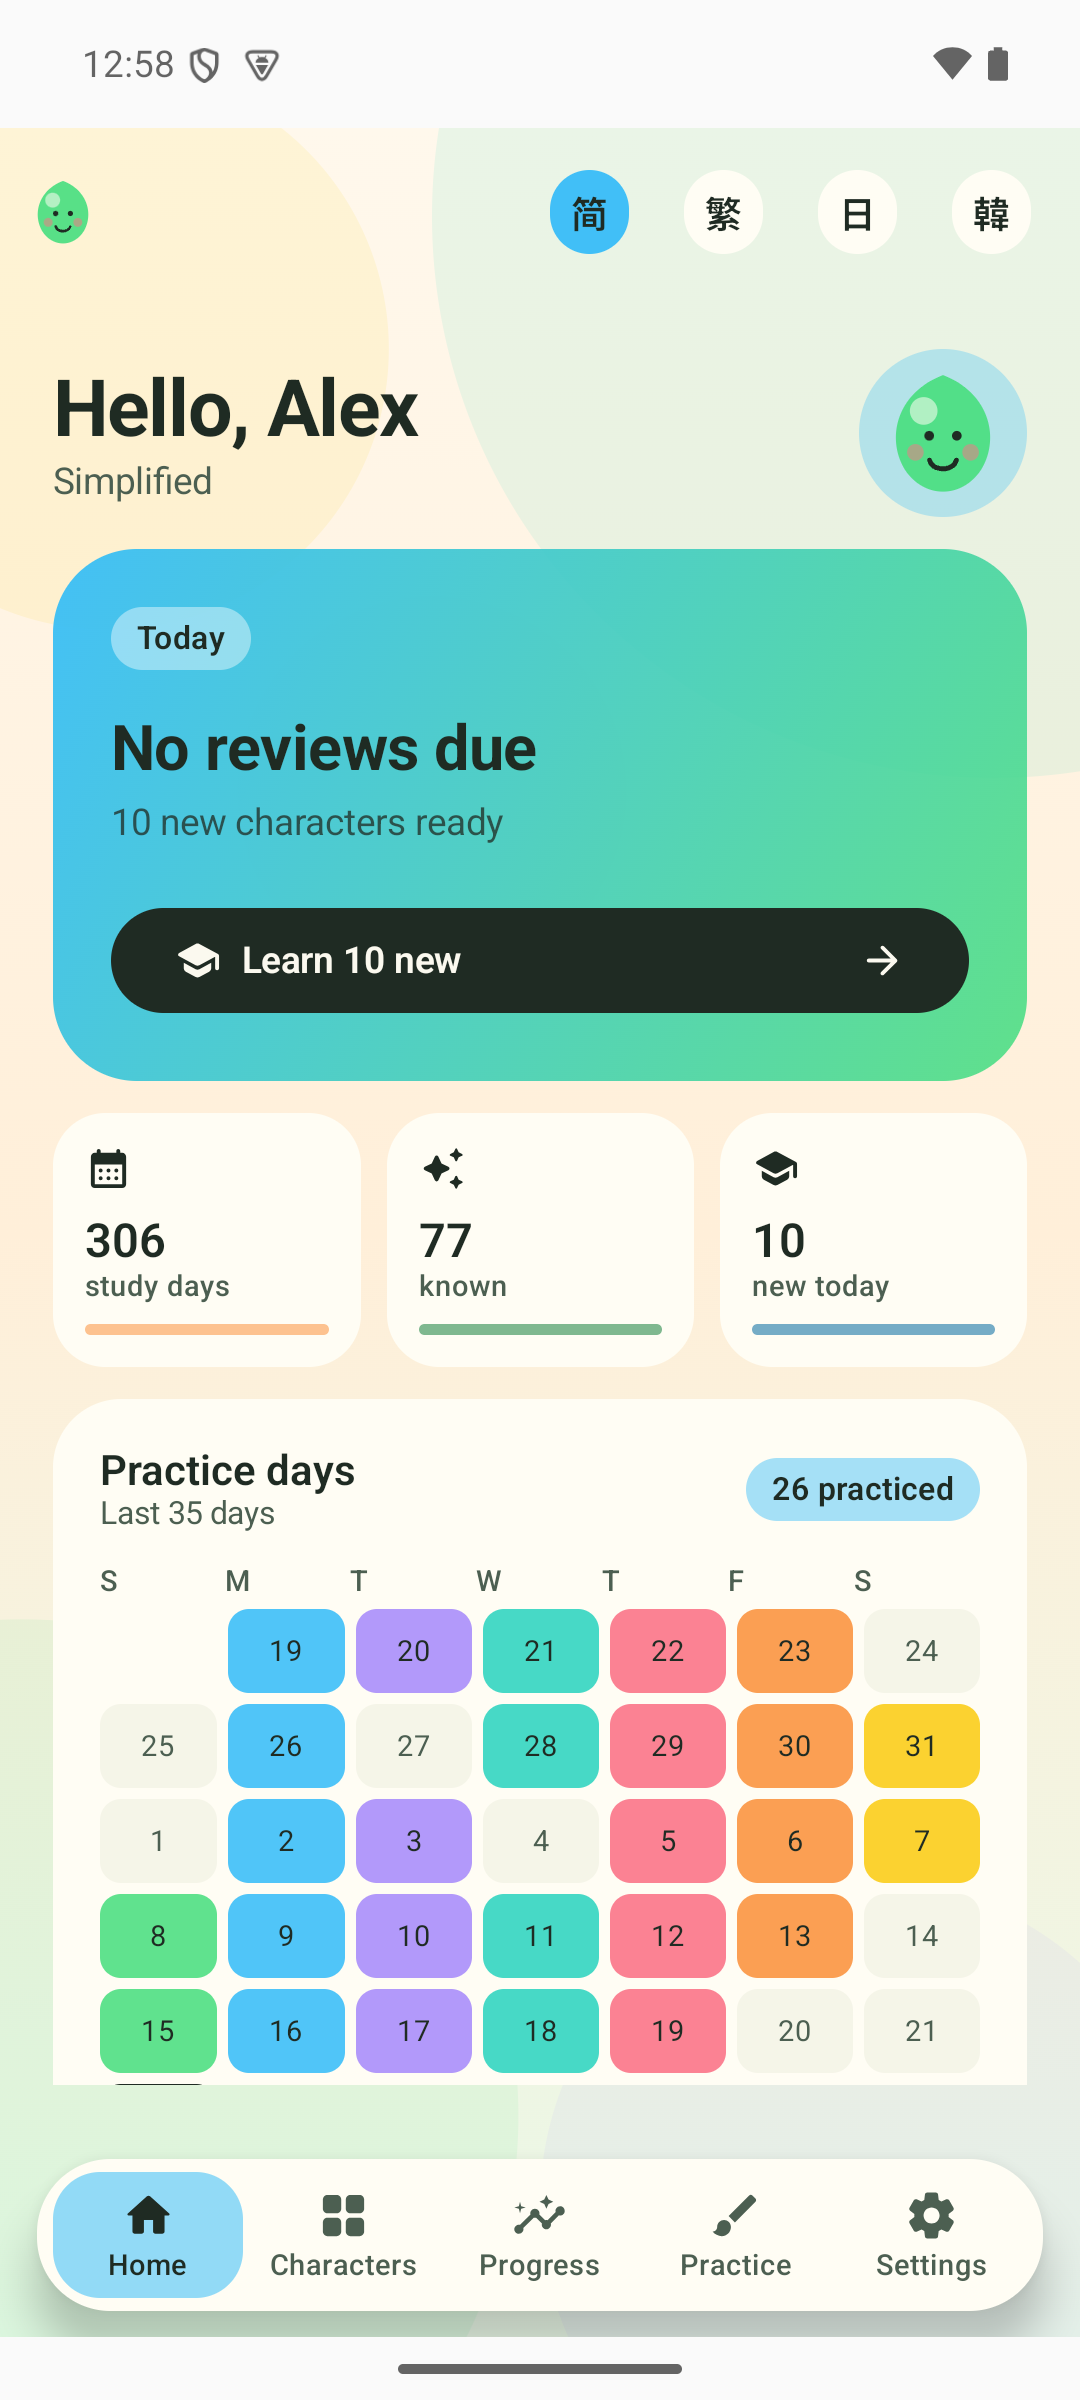 12:58
简 繁 日 韓
Hello, Alex
Simplified
Today
No reviews due
10 new characters ready
Learn 10 new
306
study days
77
known
10
new today
Practice days
Last 35 days
26 practiced
S M T W T F S
19 20 21 22 23 24
25 26 27 28 29 30 31
1 2 3 4 5 6 7
8 9 10 11 12 13 14
15 16 17 18 19 20 21
Home Characters Progress Practice Settings